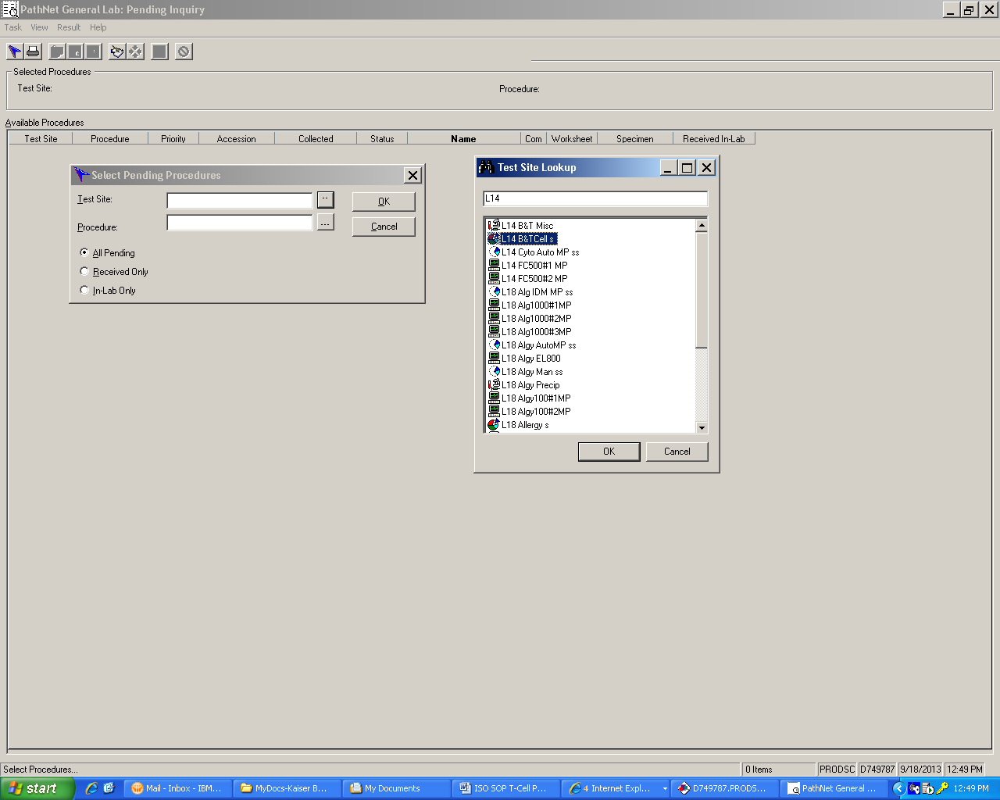 PathNet General Lab: Pending Inquiry
Task View Result Help
Selected Procedures
Test Site: Procedure:
Available Procedures
Test Site Procedure Priority Accession Collected Status Name Com Worksheet Specimen Received In-Lab
Select Pending Procedures
Test Site: .. OK
Procedure: ... Cancel
All Pending
Received Only
In-Lab Only
Test Site Lookup
L14
L14 B&T Misc
L14 B&TCell s
L14 Cyto Auto MP ss
L14 FC500#1 MP
L14 FC500#2 MP
L18 Alg IDM MP ss
L18 Alg1000#1MP
L18 Alg1000#2MP
L18 Alg1000#3MP
L18 Algy AutoMP ss
L18 Algy EL800
L18 Algy Man ss
L18 Algy Precip
L18 Algy100#1MP
L18 Algy100#2MP
L18 Allergy s
OK Cancel
Select Procedures... 0 Items PRODSC D749787 9/18/2013 12:49 PM
start Mail - Inbox - IBM... MyDocs-Kaiser B... My Documents ISO SOP T-Cell P... 4 Internet Expl... D749787.PRODS... PathNet General ... 12:49 PM